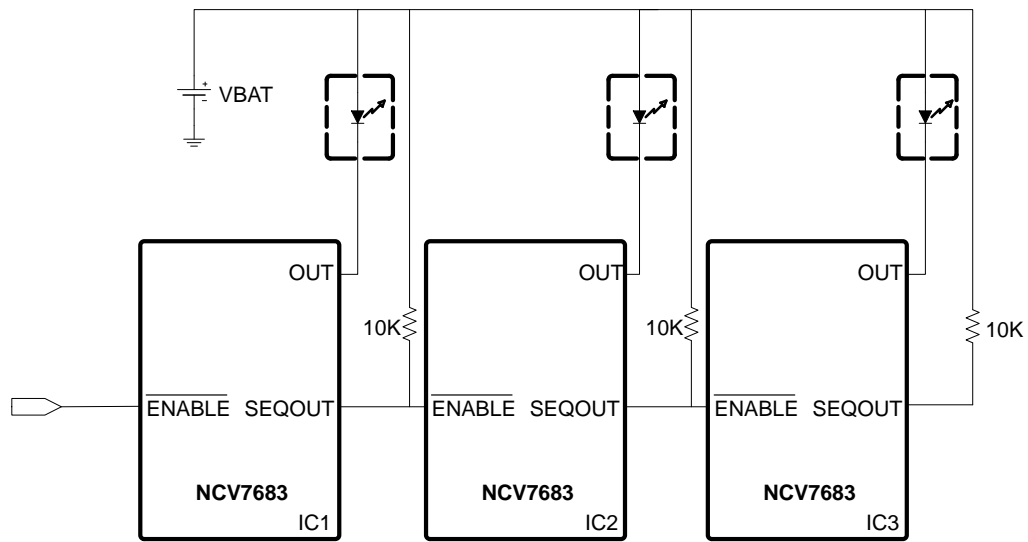 VBAT
OUT
OUT
OUT
10K
10K
10K
ENABLE SEQOUT
ENABLE SEQOUT
ENABLE SEQOUT
NCV7683
NCV7683
NCV7683
IC1
IC2
IC3